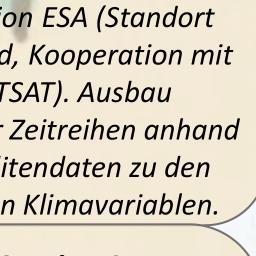 ion ESA (Standort
d, Kooperation mit
TSAT). Ausbau
r Zeitreihen anhand
litendaten zu den
n Klimavariablen.